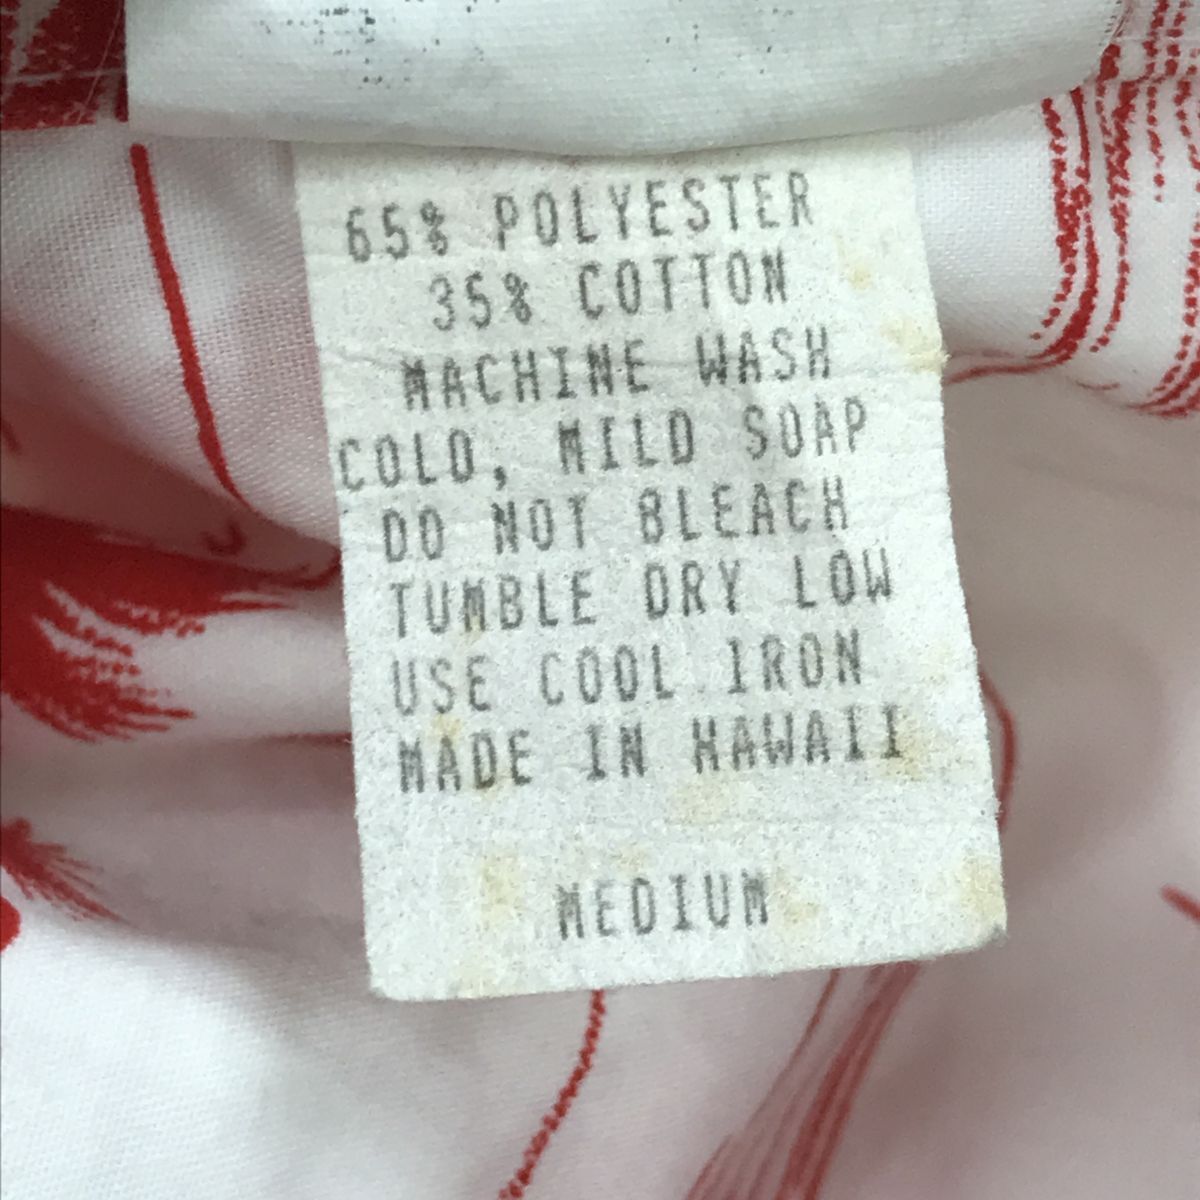 65% POLYESTER
35% COTTON
MACHINE WASH
COLD, MILD SOAP
DO NOT BLEACH
TUMBLE DRY LOW
USE COOL IRON
MADE IN HAWAII
MEDIUM